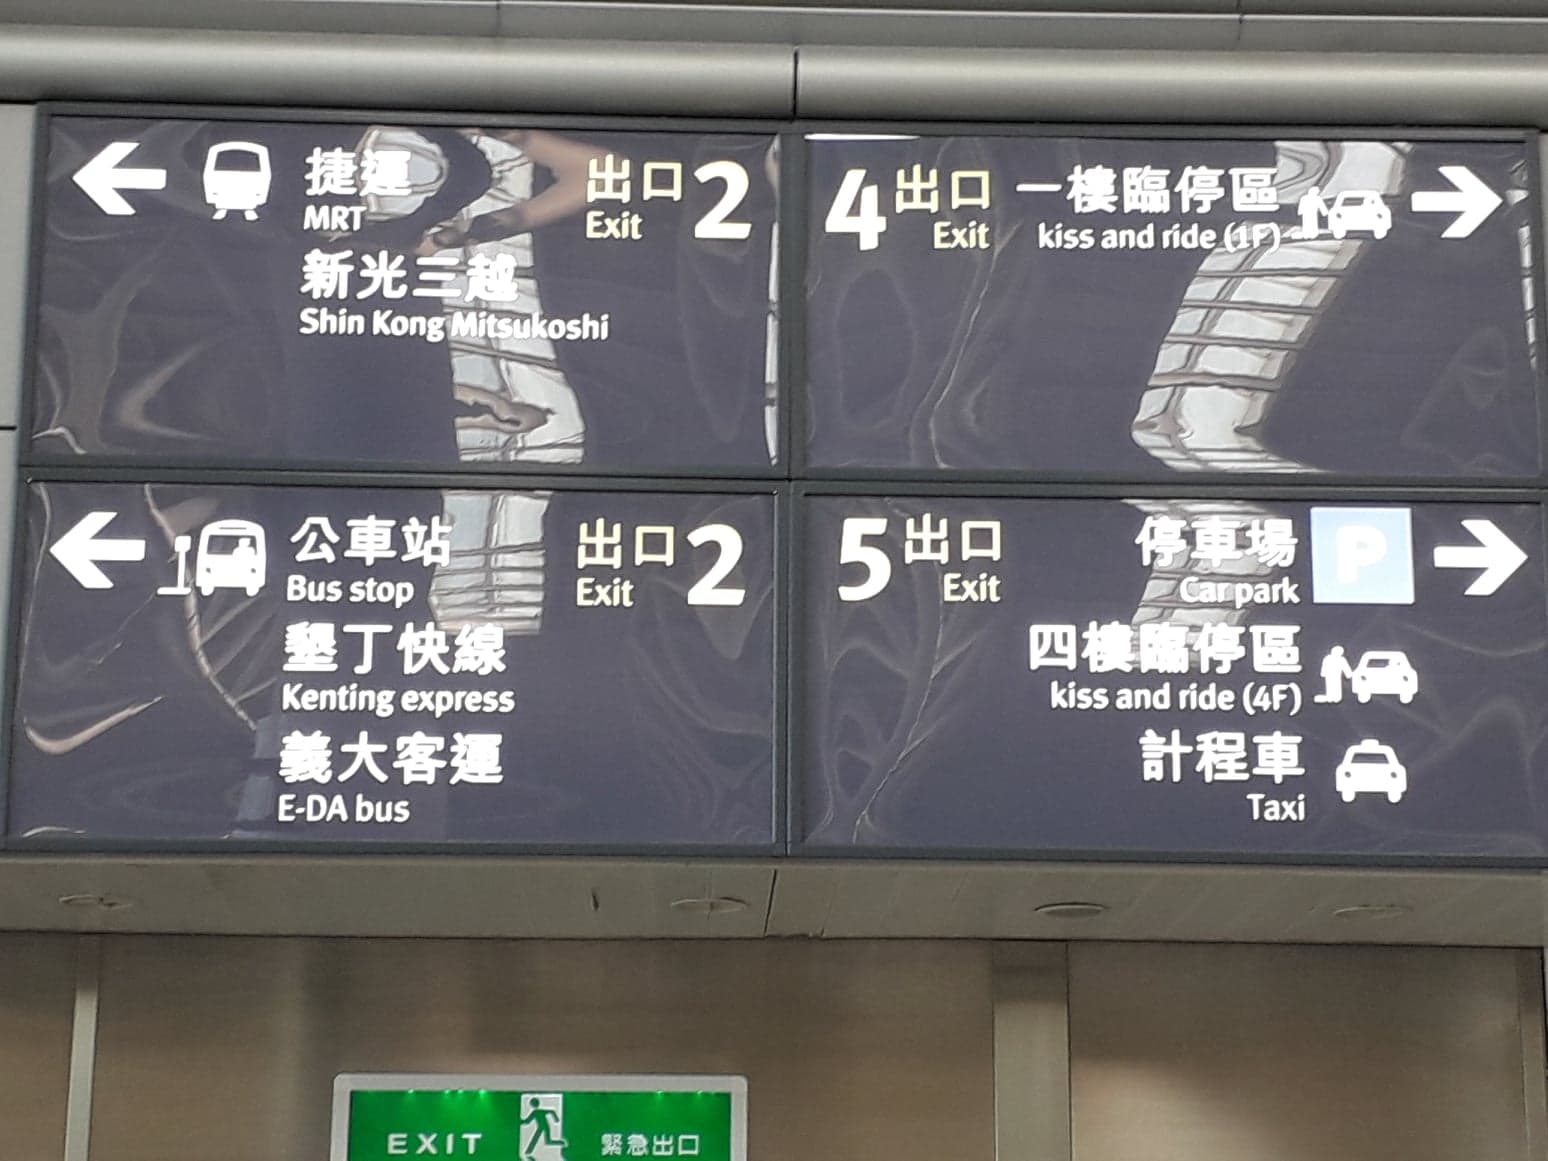 捷運 出口 2
MRT Exit
新光三越
Shin Kong Mitsukoshi
4 出口 一樓臨停區
Exit kiss and ride (1F)
公車站 出口 2
Bus stop Exit
墾丁快線
Kenting express
義大客運
E-DA bus
5 出口 停車場 P
Exit Car park
四樓臨停區
kiss and ride (4F)
計程車
Taxi
EXIT 緊急出口